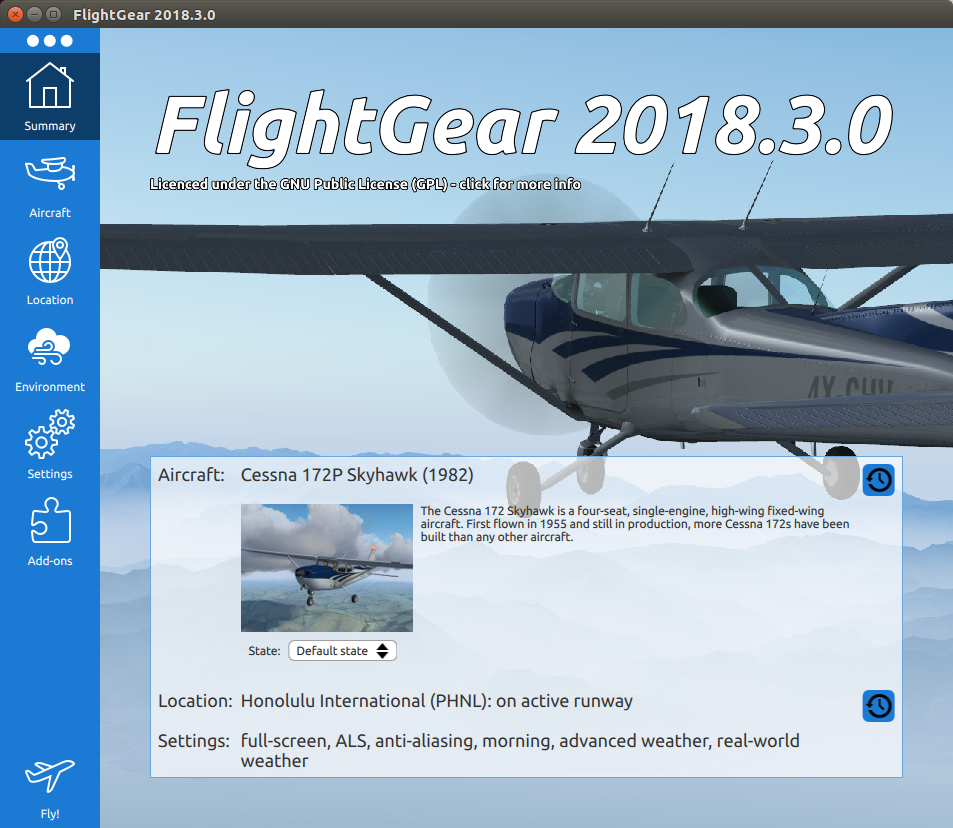 FlightGear 2018.3.0
Summary
Aircraft
Location
Environment
Settings
Add-ons
Fly!
FlightGear 2018.3.0
Licenced under the GNU Public License (GPL) - click for more info
Aircraft: Cessna 172P Skyhawk (1982)
The Cessna 172 Skyhawk is a four-seat, single-engine, high-wing fixed-wing
aircraft. First flown in 1955 and still in production, more Cessna 172s have been
built than any other aircraft.
State: Default state
Location: Honolulu International (PHNL): on active runway
Settings: full-screen, ALS, anti-aliasing, morning, advanced weather, real-world
weather